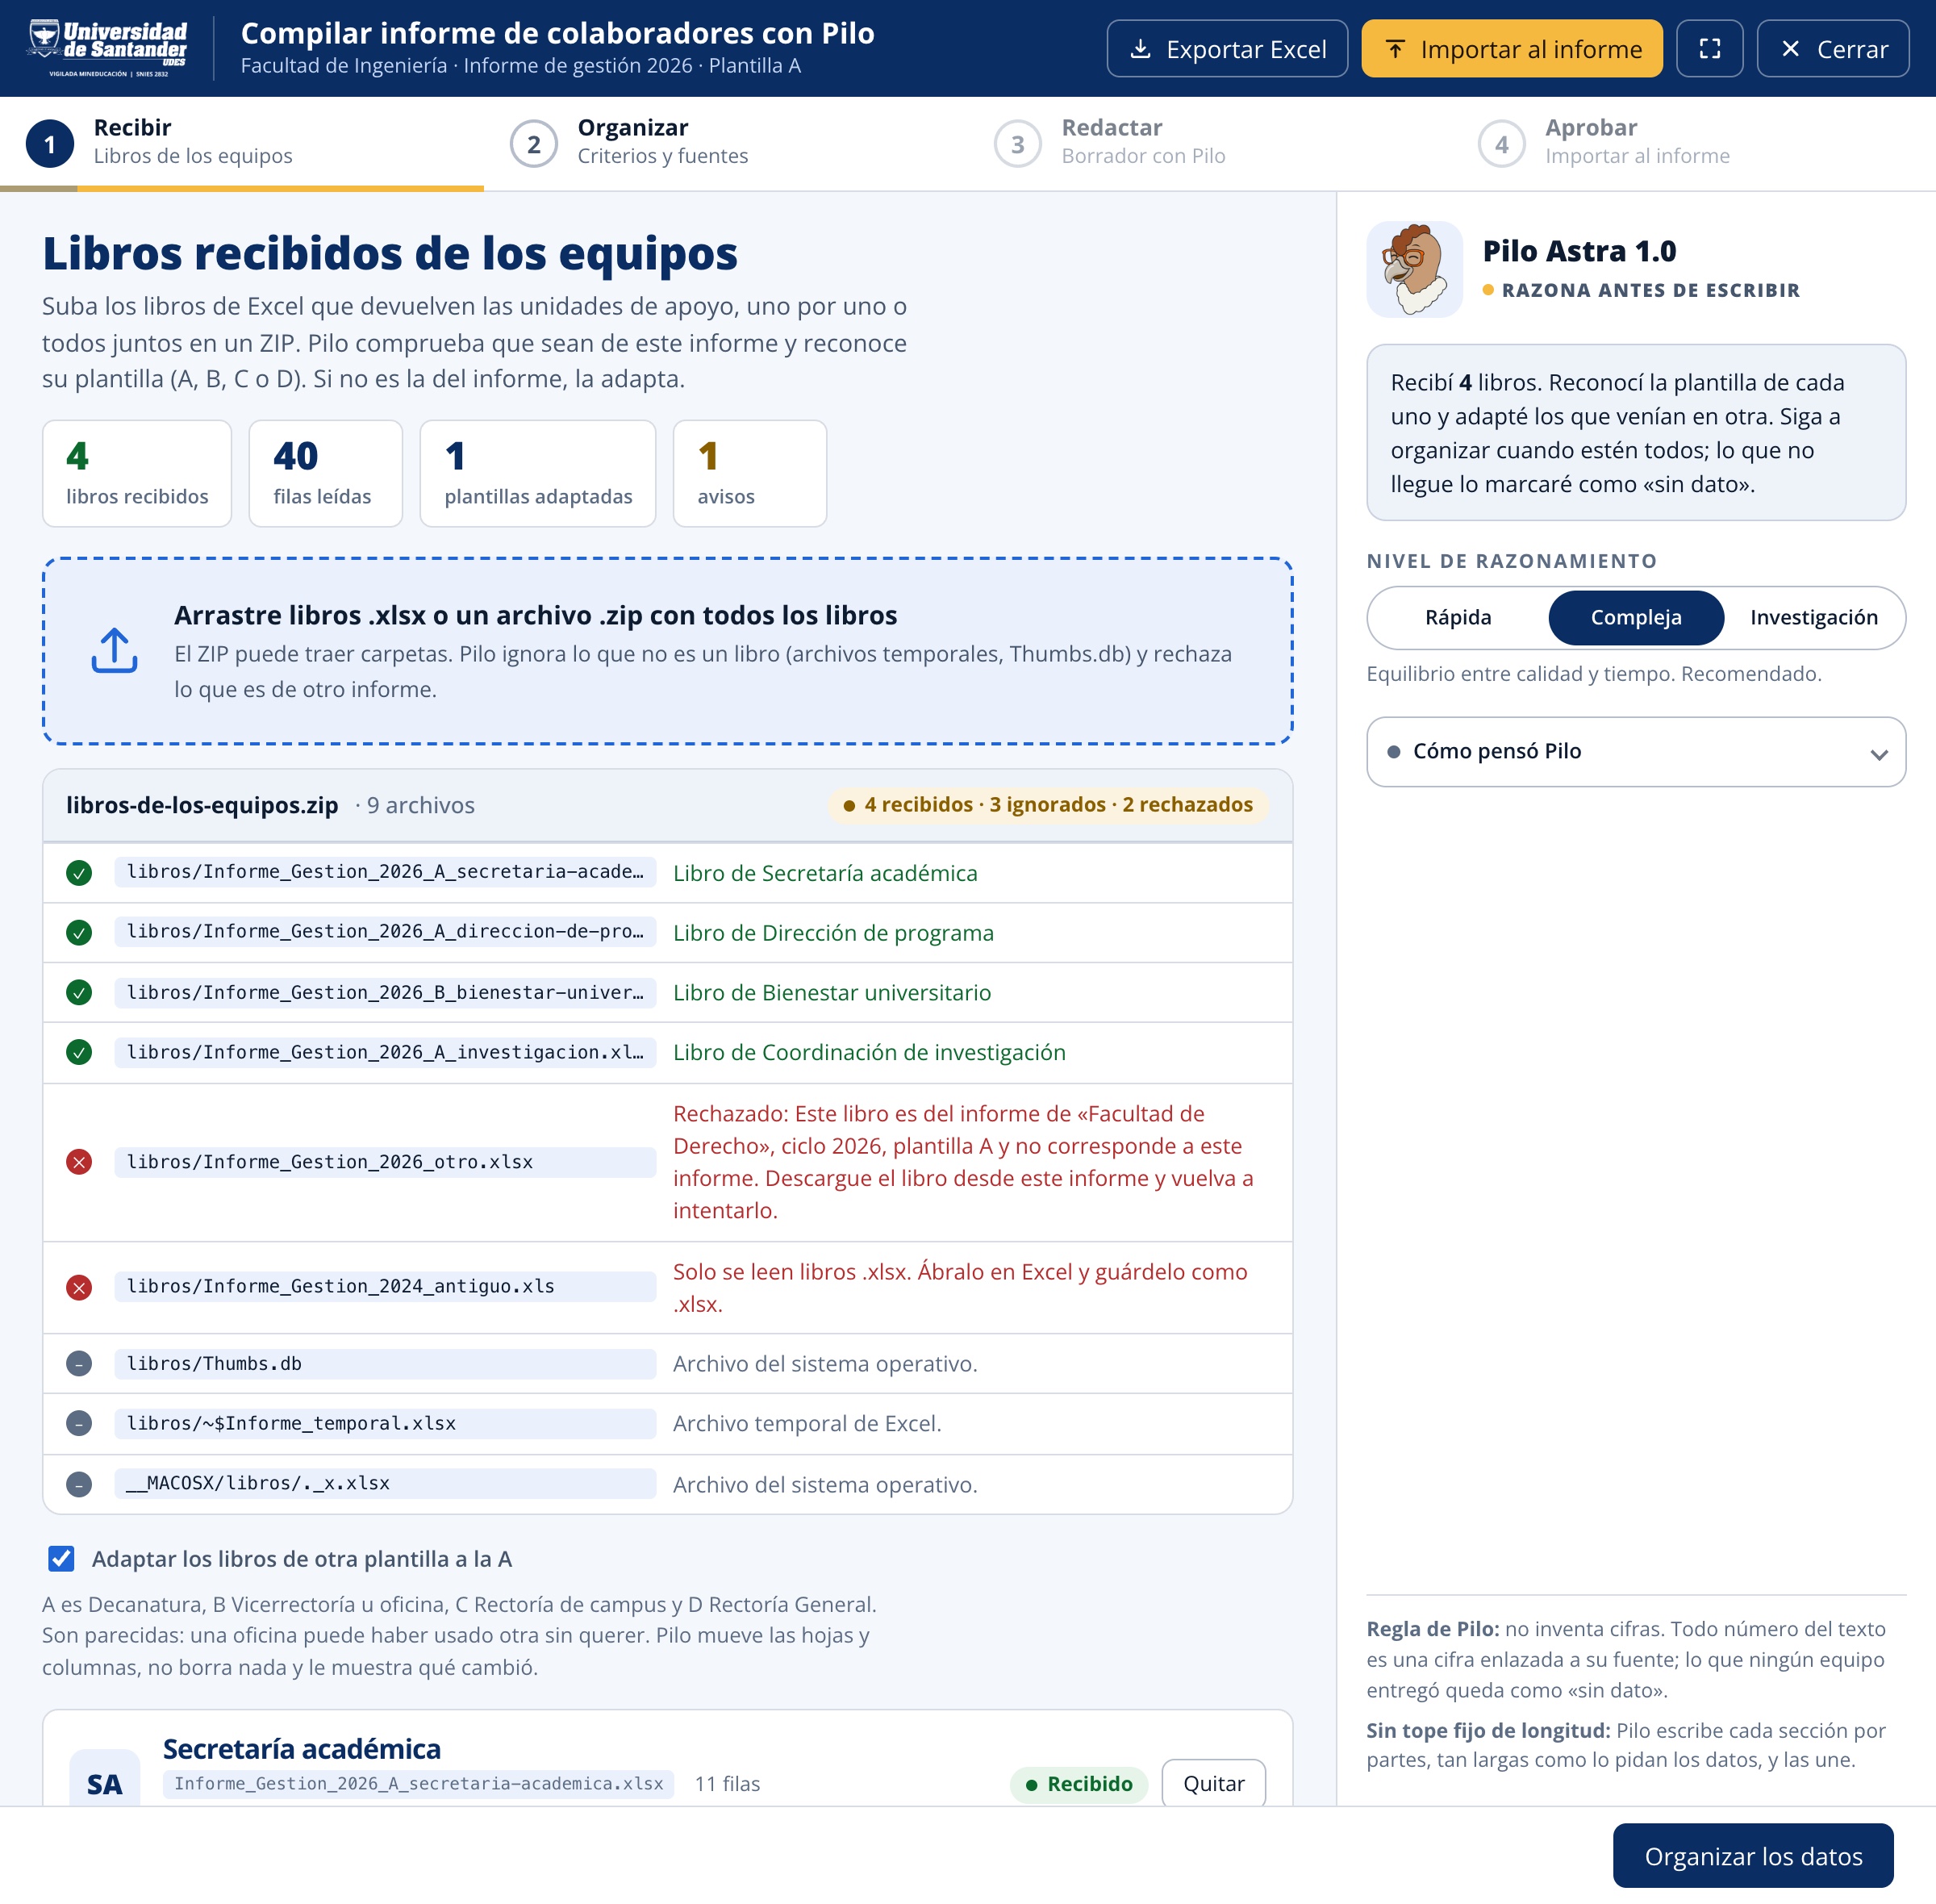 Universidad
de Santander
UDES
VIGILADA MINEDUCACIÓN | SNIES 2832
Compilar informe de colaboradores con Pilo
Facultad de Ingeniería · Informe de gestión 2026 · Plantilla A
Exportar Excel
Importar al informe
Cerrar
1
Recibir
Libros de los equipos
2
Organizar
Criterios y fuentes
3
Redactar
Borrador con Pilo
4
Aprobar
Importar al informe
Libros recibidos de los equipos
Suba los libros de Excel que devuelven las unidades de apoyo, uno por uno o
todos juntos en un ZIP. Pilo comprueba que sean de este informe y reconoce
su plantilla (A, B, C o D). Si no es la del informe, la adapta.
4
libros recibidos
40
filas leídas
1
plantillas adaptadas
1
avisos
Arrastre libros .xlsx o un archivo .zip con todos los libros
El ZIP puede traer carpetas. Pilo ignora lo que no es un libro (archivos temporales, Thumbs.db) y rechaza
lo que es de otro informe.
libros-de-los-equipos.zip · 9 archivos
4 recibidos · 3 ignorados · 2 rechazados
libros/Informe_Gestion_2026_A_secretaria-acade…
Libro de Secretaría académica
libros/Informe_Gestion_2026_A_direccion-de-pro…
Libro de Dirección de programa
libros/Informe_Gestion_2026_B_bienestar-univer…
Libro de Bienestar universitario
libros/Informe_Gestion_2026_A_investigacion.xl…
Libro de Coordinación de investigación
libros/Informe_Gestion_2026_otro.xlsx
Rechazado: Este libro es del informe de «Facultad de
Derecho», ciclo 2026, plantilla A y no corresponde a este
informe. Descargue el libro desde este informe y vuelva a
intentarlo.
libros/Informe_Gestion_2024_antiguo.xls
Solo se leen libros .xlsx. Ábralo en Excel y guárdelo como
.xlsx.
libros/Thumbs.db
Archivo del sistema operativo.
libros/~$Informe_temporal.xlsx
Archivo temporal de Excel.
__MACOSX/libros/._x.xlsx
Archivo del sistema operativo.
Adaptar los libros de otra plantilla a la A
A es Decanatura, B Vicerrectoría u oficina, C Rectoría de campus y D Rectoría General.
Son parecidas: una oficina puede haber usado otra sin querer. Pilo mueve las hojas y
columnas, no borra nada y le muestra qué cambió.
SA
Secretaría académica
Informe_Gestion_2026_A_secretaria-academica.xlsx
11 filas
Recibido
Quitar
Pilo Astra 1.0
RAZONA ANTES DE ESCRIBIR
Recibí 4 libros. Reconocí la plantilla de cada
uno y adapté los que venían en otra. Siga a
organizar cuando estén todos; lo que no
llegue lo marcaré como «sin dato».
NIVEL DE RAZONAMIENTO
Rápida
Compleja
Investigación
Equilibrio entre calidad y tiempo. Recomendado.
Cómo pensó Pilo
Regla de Pilo: no inventa cifras. Todo número del texto
es una cifra enlazada a su fuente; lo que ningún equipo
entregó queda como «sin dato».
Sin tope fijo de longitud: Pilo escribe cada sección por
partes, tan largas como lo pidan los datos, y las une.
Organizar los datos